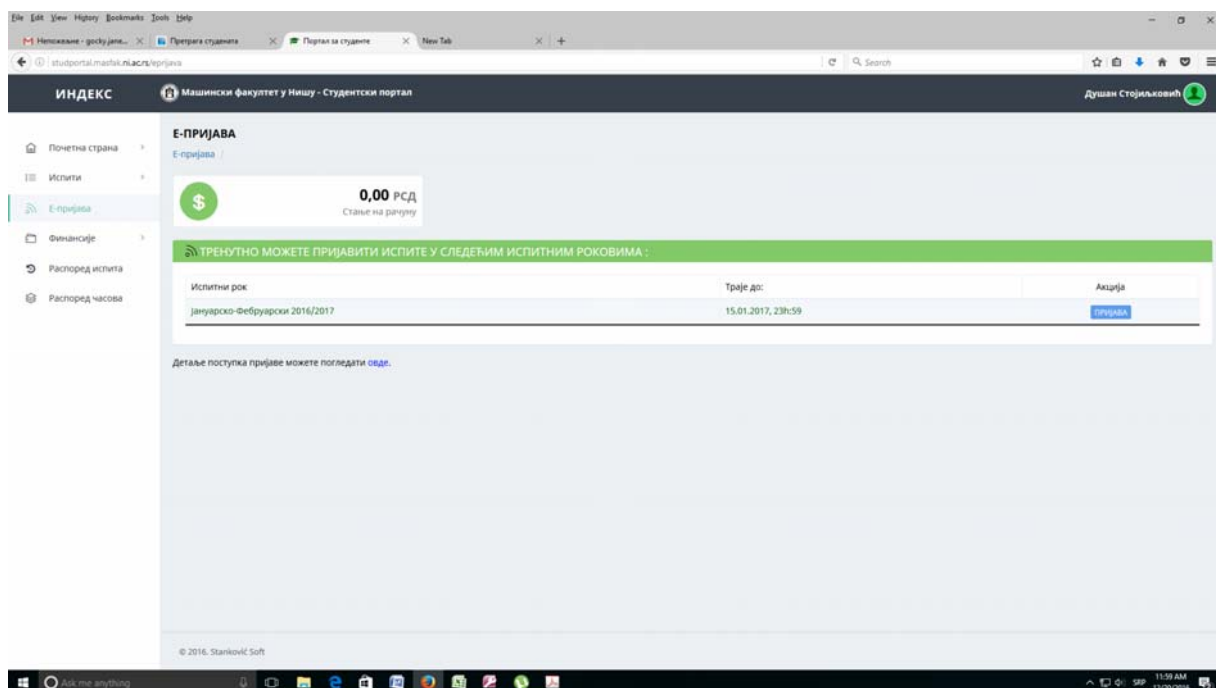 File Edit View History Bookmarks Tools Help
Непознање - gocky.jane...
Претрага студената
Портал за студенте
New Tab
studportal.masfak.ni.ac.rs/eprijava
Search
ИНДЕКС
Машински факултет у Нишу - Студентски портал
Душан Стојиљковић
Почетна страна
Испити
Е-пријава
Финансије
Распоред испита
Распоред часова
Е-ПРИЈАВА
Е-пријава /
0,00 РСД
Стање на рачуну
ТРЕНУТНО МОЖЕТЕ ПРИЈАВИТИ ИСПИТЕ У СЛЕДЕЋИМ ИСПИТНИМ РОКОВИМА :
Испитни рок Траје до: Акција
Јануарско-Фебруарски 2016/2017 15.01.2017, 23h:59 ПРИЈАВА
Детаље поступка пријаве можете погледати овде.
© 2016. Stanković Soft
Ask me anything
SRP
11:59 AM